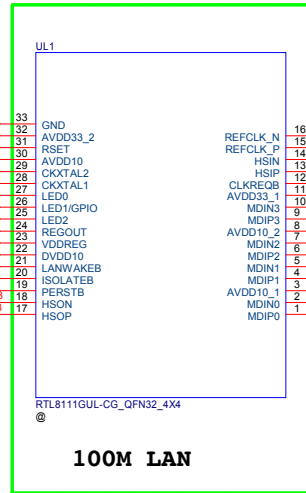 UL1
33 GND
32 AVDD33_2 REFCLK_N 16
31 RSET REFCLK_P 15
30 AVDD10 HSIN 14
29 CKXTAL2 HSIP 13
28 CKXTAL1 CLKREQB 12
27 LED0 AVDD33_1 11
26 LED1/GPIO MDIN3 10
25 LED2 MDIP3 9
24 REGOUT AVDD10_2 8
23 VDDREG MDIN2 7
22 DVDD10 MDIP2 6
21 LANWAKEB MDIN1 5
20 ISOLATEB MDIP1 4
19 PERSTB AVDD10_1 3
18 HSON MDIN0 2
17 HSOP MDIP0 1
RTL8111GUL-CG_QFN32_4X4
@
100M LAN